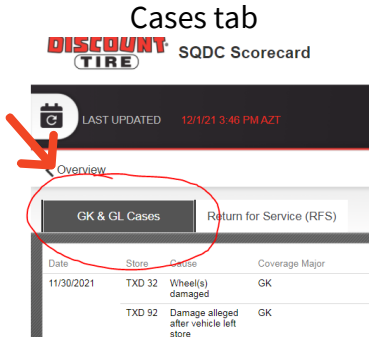 Cases tab
DISCOUNT TIRE SQDC Scorecard
LAST UPDATED 12/1/21 3:46 PM AZT
Overview
GK & GL Cases Return for Service (RFS)
Date Store Cause Coverage Major
11/30/2021 TXD 32 Wheel(s) GK
damaged
TXD 92 Damage alleged GK
after vehicle left
store